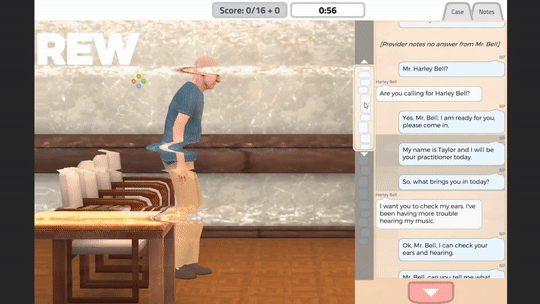 Score: 0/16 + 0
0:56
Case
Notes
REW
[Provider notes no answer from Mr. Bell]
Mr. Harley Bell?
Harley Bell
Are you calling for Harley Bell?
Yes, Mr. Bell, I am ready for you,
please come in.
My name is Taylor and I will be
your practitioner today.
So, what brings you in today?
Harley Bell
I want you to check my ears. I've
been having more trouble
hearing my music.
Ok, Mr. Bell, I can check your
ears and hearing.
Mr. Bell, can you tell me what